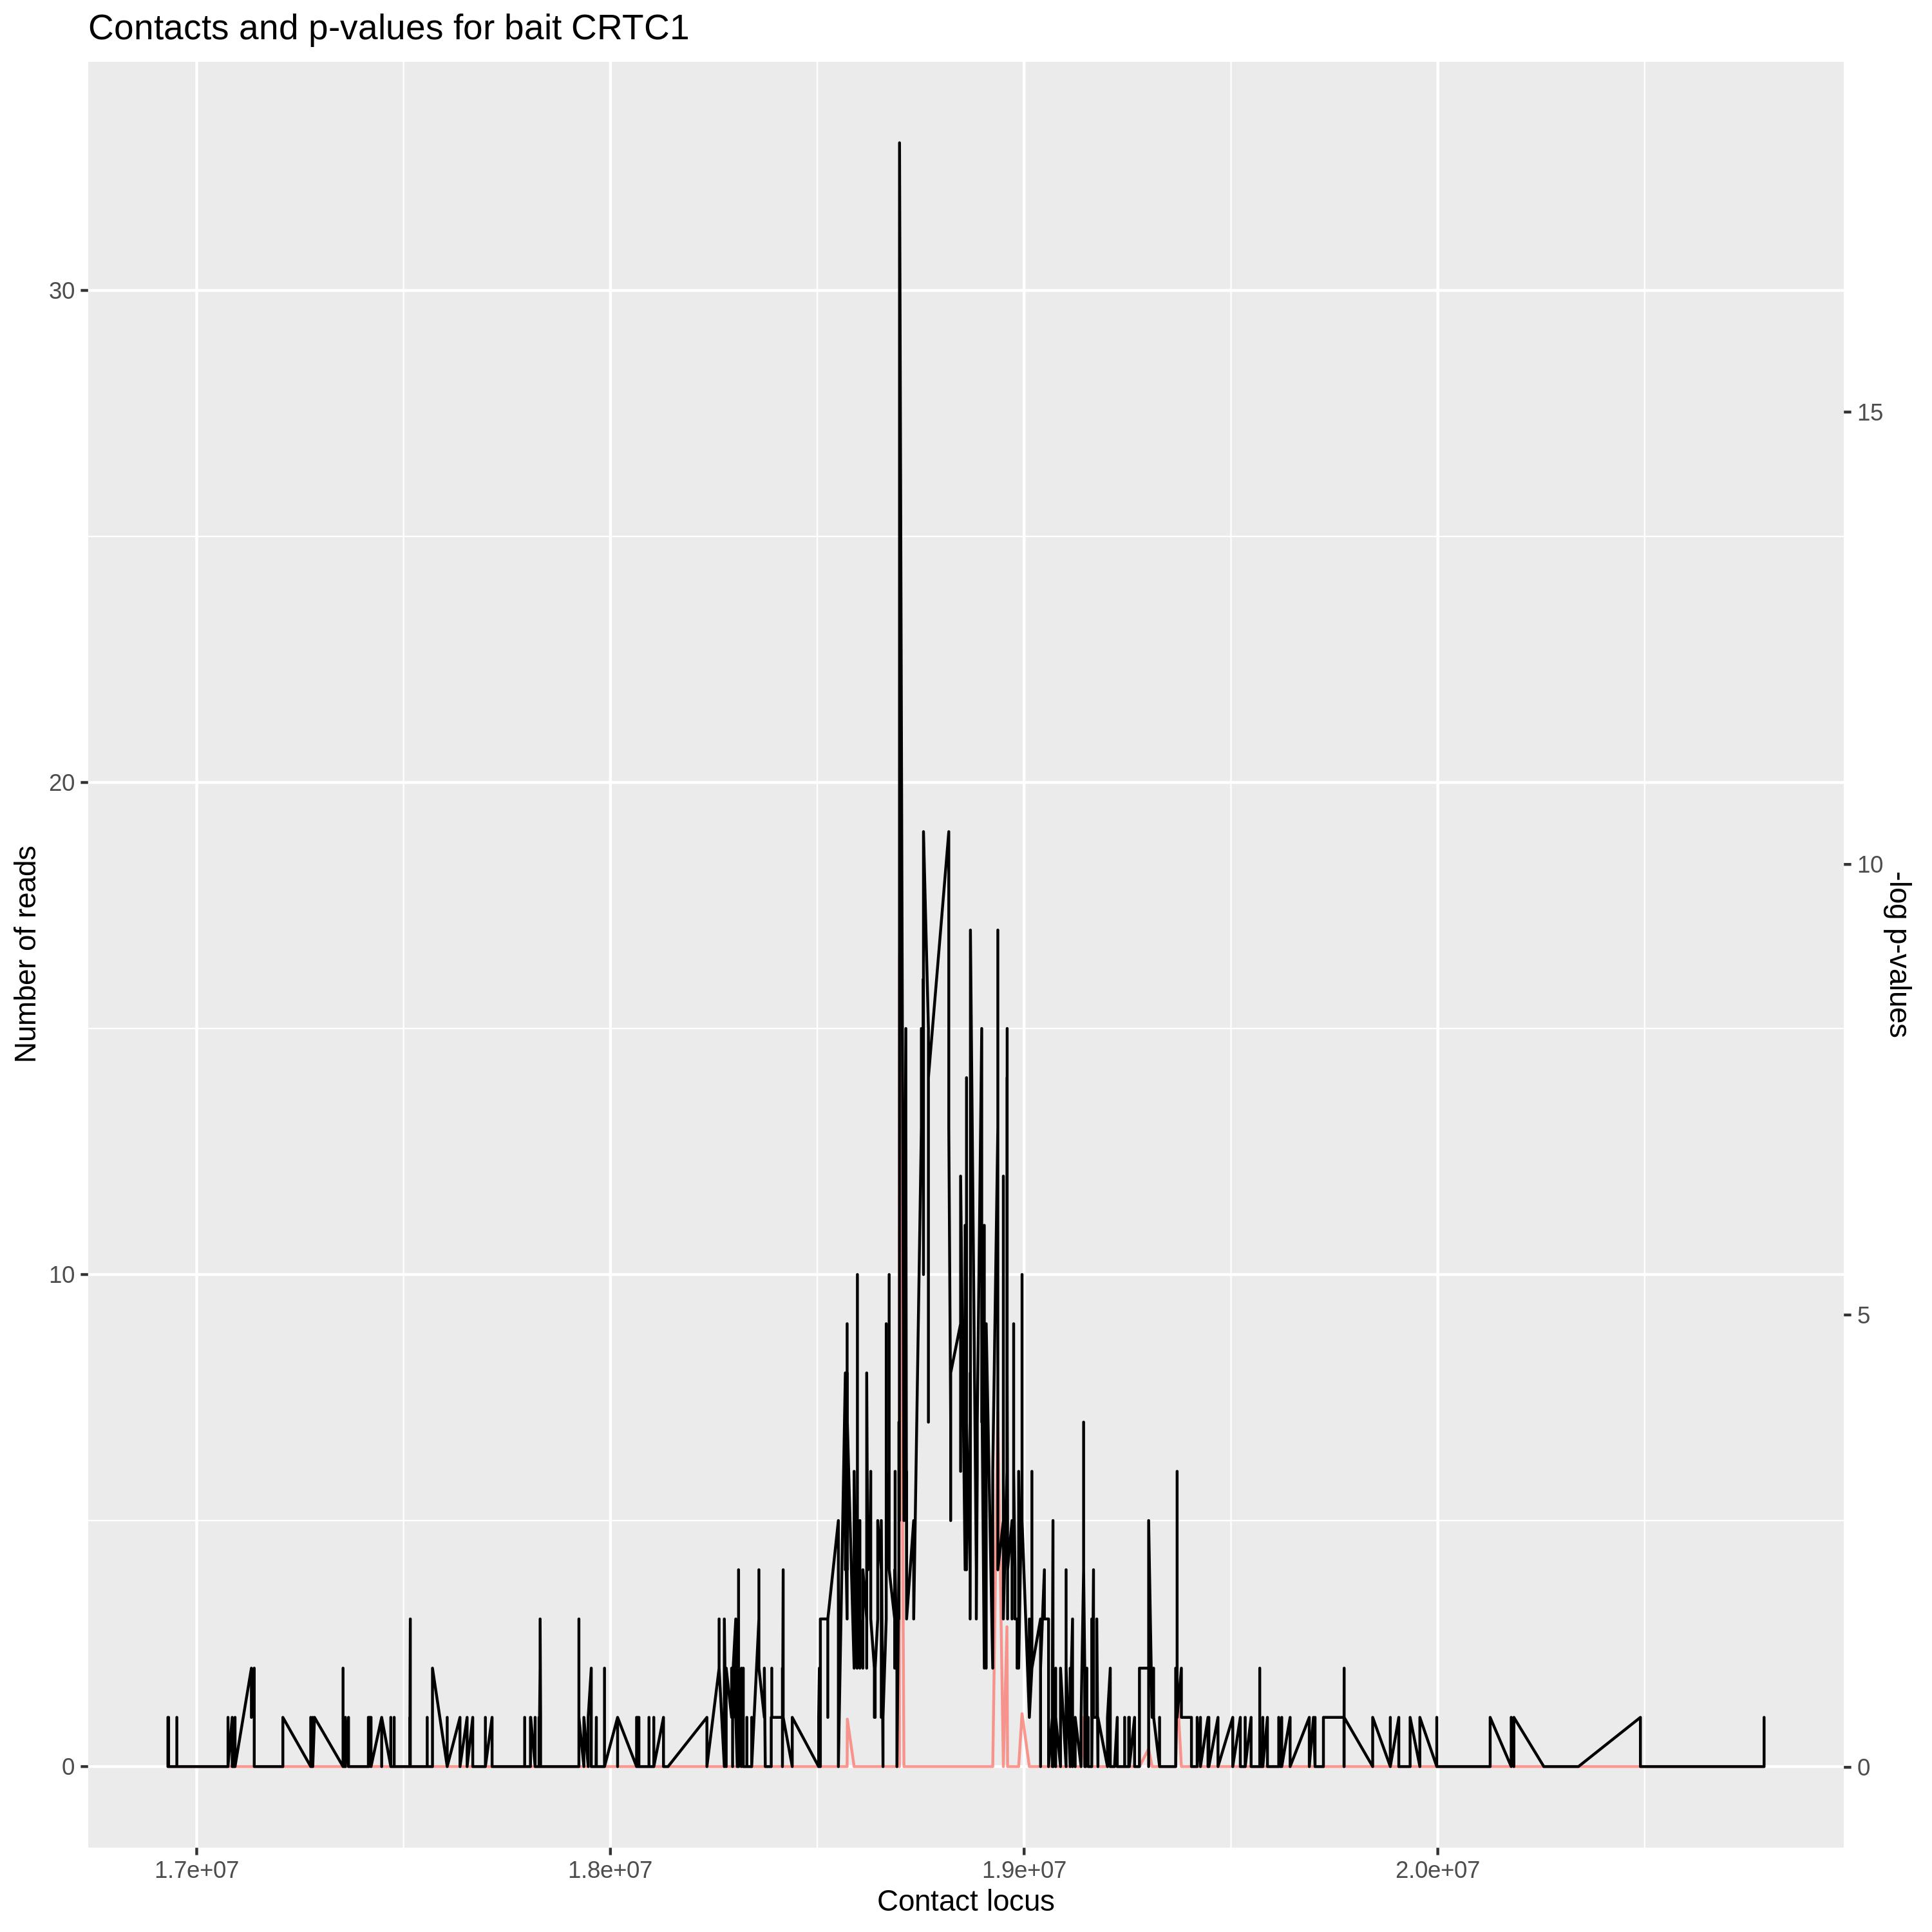 Contacts and p-values for bait CRTC1
30
20
10
0
Number of reads
15
10
5
0
-log p-values
1.7e+07
1.8e+07
1.9e+07
2.0e+07
Contact locus